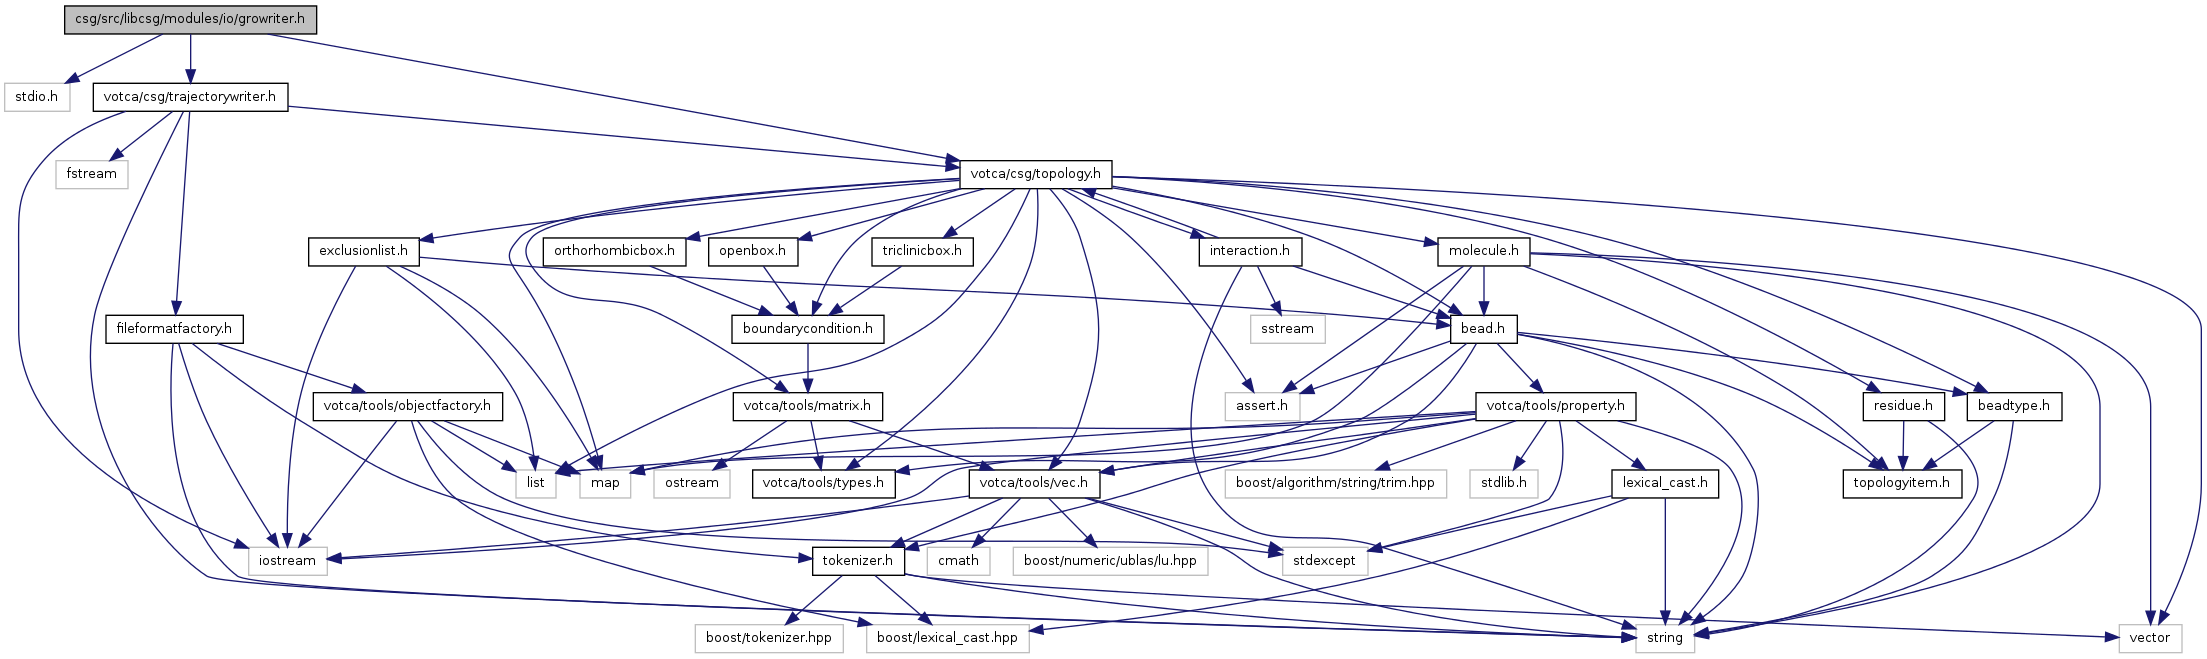 csg/src/libcsg/modules/io/growriter.h
stdio.h
votca/csg/trajectorywriter.h
fstream
votca/csg/topology.h
exclusionlist.h
orthorhombicbox.h
openbox.h
triclinicbox.h
interaction.h
molecule.h
fileformatfactory.h
boundarycondition.h
sstream
bead.h
votca/tools/objectfactory.h
votca/tools/matrix.h
assert.h
votca/tools/property.h
residue.h
beadtype.h
list
map
ostream
votca/tools/types.h
votca/tools/vec.h
boost/algorithm/string/trim.hpp
stdlib.h
lexical_cast.h
topologyitem.h
iostream
tokenizer.h
cmath
boost/numeric/ublas/lu.hpp
stdexcept
boost/tokenizer.hpp
boost/lexical_cast.hpp
string
vector